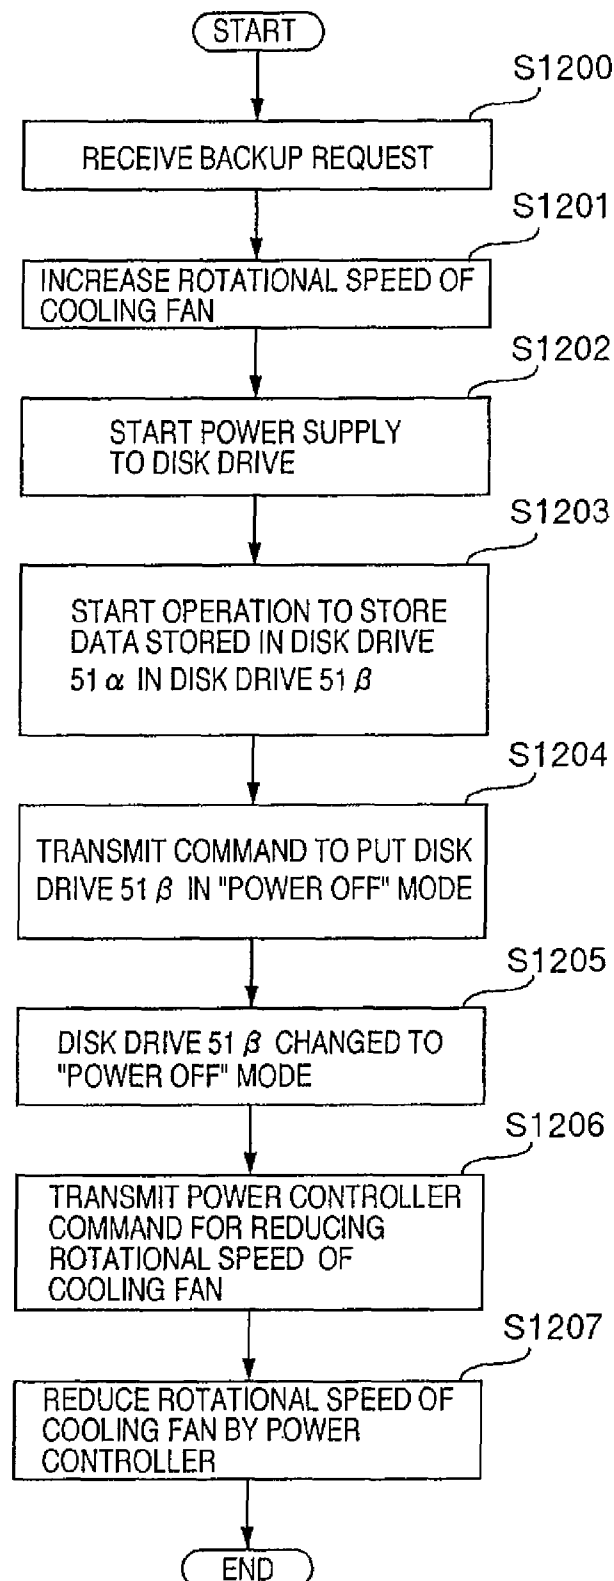 START
S1200
RECEIVE BACKUP REQUEST
S1201
INCREASE ROTATIONAL SPEED OF
COOLING FAN
S1202
START POWER SUPPLY
TO DISK DRIVE
S1203
START OPERATION TO STORE
DATA STORED IN DISK DRIVE
51 α IN DISK DRIVE 51 β
S1204
TRANSMIT COMMAND TO PUT DISK
DRIVE 51 β IN "POWER OFF" MODE
S1205
DISK DRIVE 51 β CHANGED TO
"POWER OFF" MODE
S1206
TRANSMIT POWER CONTROLLER
COMMAND FOR REDUCING
ROTATIONAL SPEED OF
COOLING FAN
S1207
REDUCE ROTATIONAL SPEED OF
COOLING FAN BY POWER
CONTROLLER
END